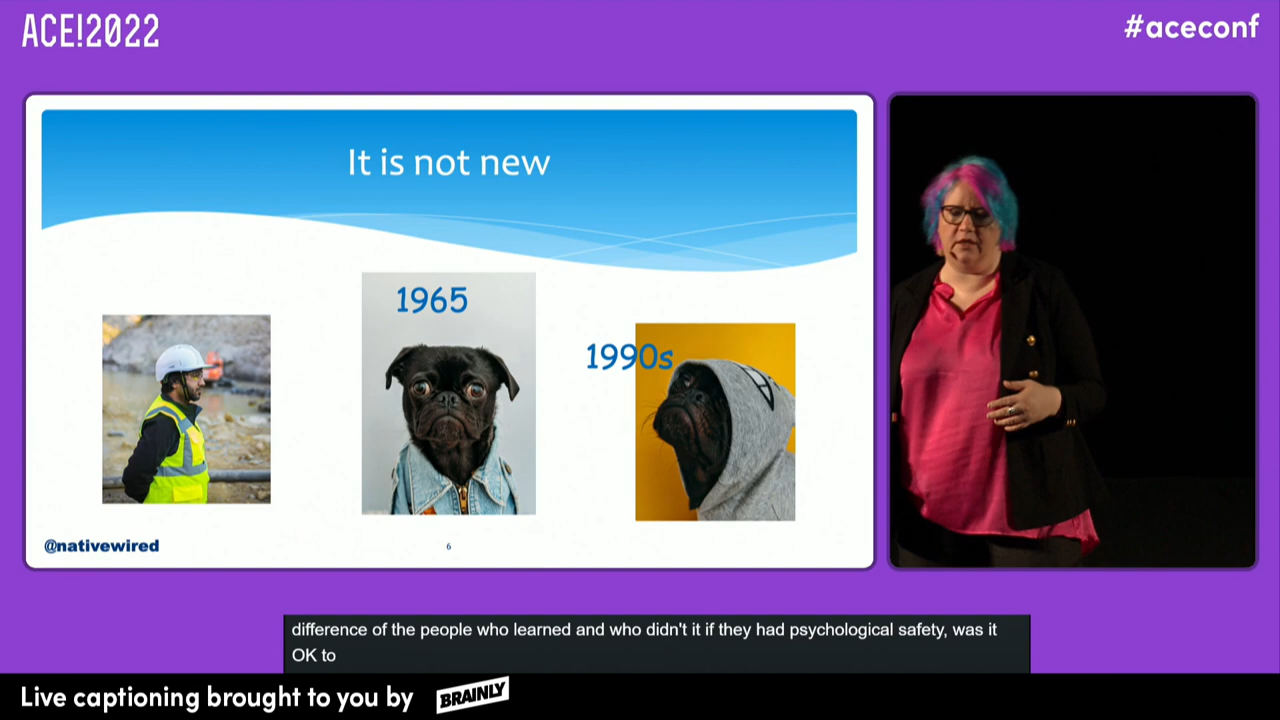 ACE!2022
#aceconf
It is not new
1965
1990s
@nativewired
6
difference of the people who learned and who didn't it if they had psychological safety, was it
OK to
Live captioning brought to you by BRAINLY